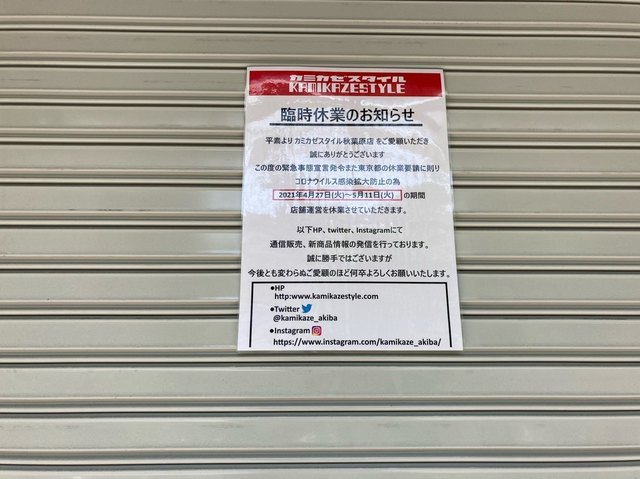 カミカゼスタイル
KAMIKAZESTYLE
臨時休業のお知らせ
平素より カミカゼスタイル秋葉原店 をご愛顧いただき
誠にありがとうございます
この度の緊急事態宣言発令また東京都の休業要請に則り
コロナウイルス感染拡大防止の為
2021年4月27日(火)～5月11日(火) の期間
店舗運営を休業させていただきます。
以下HP、twitter、Instagramにて
通信販売、新商品情報の発信を行っております。
誠に勝手ではございますが
今後とも変わらぬご愛顧のほど何卒よろしくお願いいたします。
●HP
http:www.kamikazestyle.com
●Twitter
@kamikaze_akiba
●Instagram
https://www.instagram.com/kamikaze_akiba/